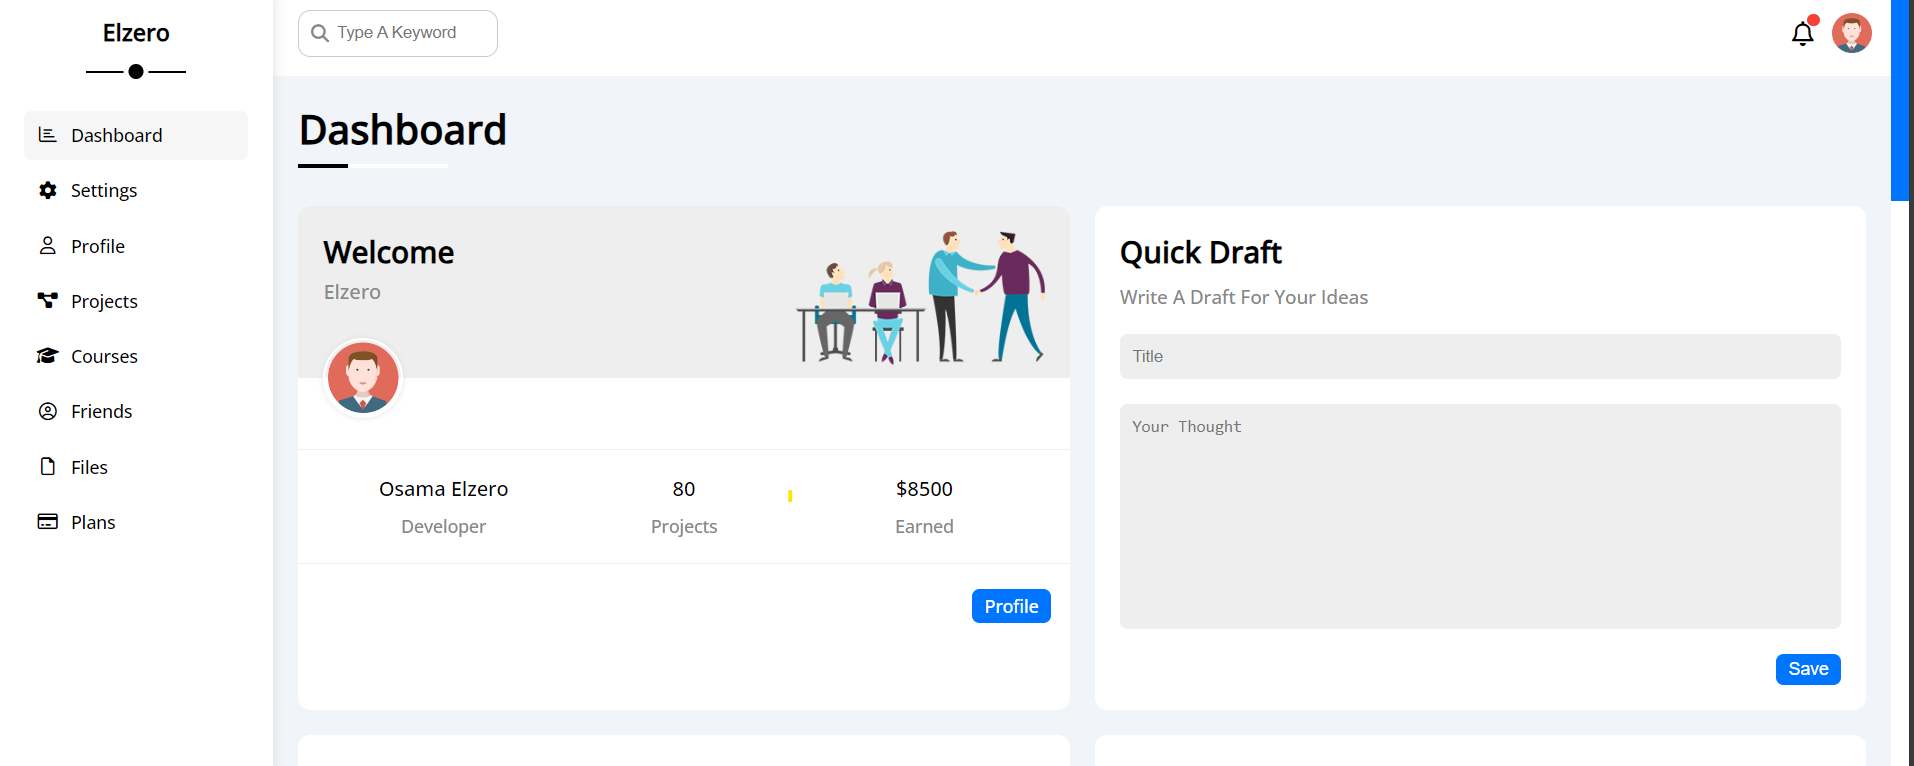 Elzero
Type A Keyword
Dashboard
Settings
Profile
Projects
Courses
Friends
Files
Plans
Dashboard
Welcome
Elzero
Osama Elzero
Developer
80
Projects
$8500
Earned
Profile
Quick Draft
Write A Draft For Your Ideas
Title
Your Thought
Save